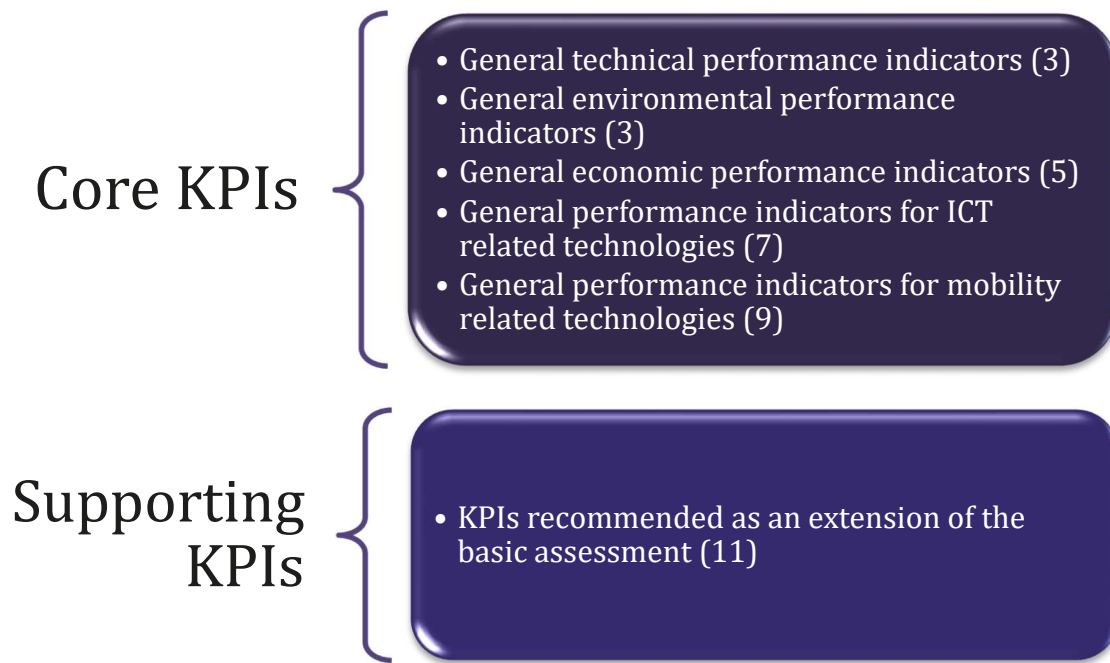 Core KPIs
• General technical performance indicators (3)
• General environmental performance
indicators (3)
• General economic performance indicators (5)
• General performance indicators for ICT
related technologies (7)
• General performance indicators for mobility
related technologies (9)
Supporting
KPIs
• KPIs recommended as an extension of the
basic assessment (11)